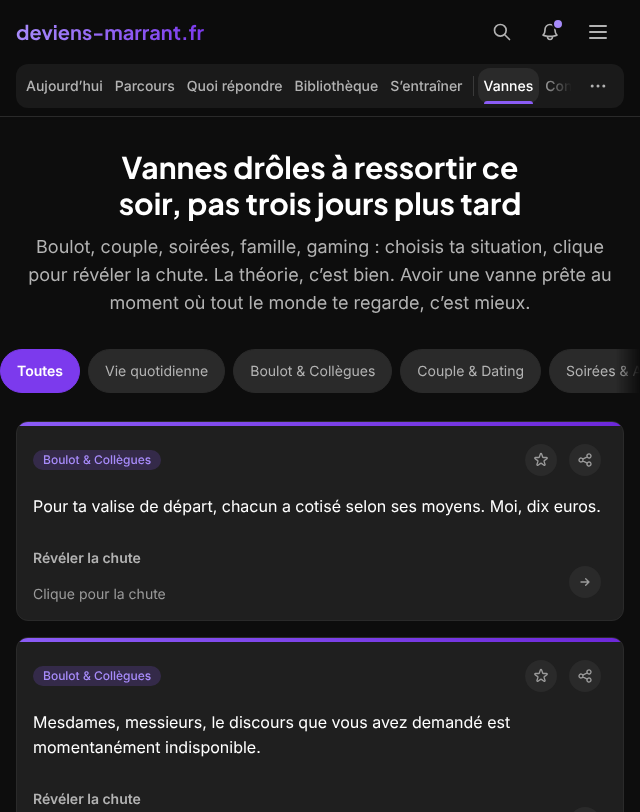 deviens-marrant.fr
Aujourd’hui Parcours Quoi répondre Bibliothèque S’entraîner Vannes
Vannes drôles à ressortir ce
soir, pas trois jours plus tard
Boulot, couple, soirées, famille, gaming : choisis ta situation, clique
pour révéler la chute. La théorie, c’est bien. Avoir une vanne prête au
moment où tout le monde te regarde, c’est mieux.
Toutes Vie quotidienne Boulot & Collègues Couple & Dating Soirées &
Boulot & Collègues
Pour ta valise de départ, chacun a cotisé selon ses moyens. Moi, dix euros.
Révéler la chute
Clique pour la chute
Boulot & Collègues
Mesdames, messieurs, le discours que vous avez demandé est
momentanément indisponible.
Révéler la chute